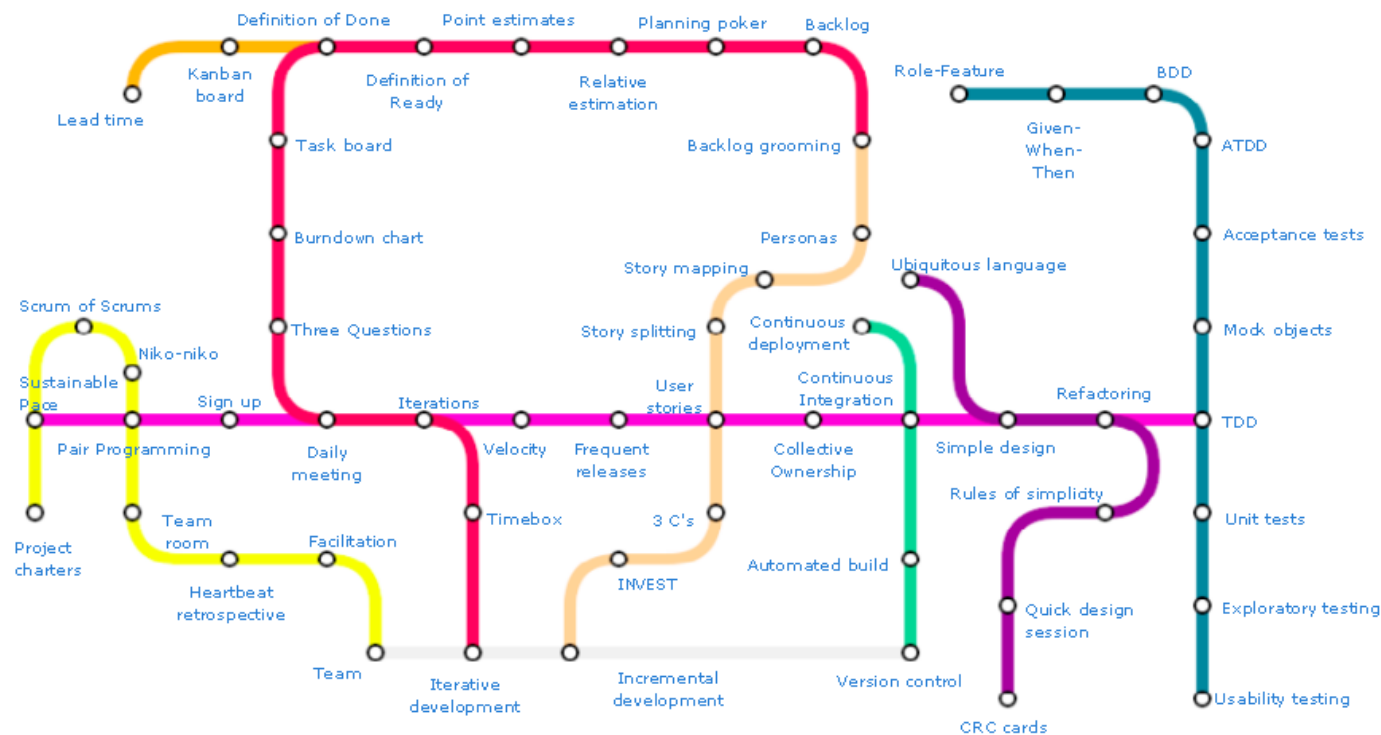 Definition of Done
Point estimates
Planning poker
Backlog
Kanban
board
Definition of
Ready
Relative
estimation
Role-Feature
BDD
Lead time
Given-
When-
Then
Task board
Backlog grooming
ATDD
Burndown chart
Personas
Acceptance tests
Story mapping
Ubiquitous language
Scrum of Scrums
Three Questions
Story splitting
Continuous
deployment
Mock objects
Niko-niko
Sustainable
Pace
Sign up
Iterations
User
stories
Continuous
Integration
Refactoring
TDD
Pair Programming
Daily
meeting
Velocity
Frequent
releases
Collective
Ownership
Simple design
Rules of simplicity
Project
charters
Team
room
Timebox
3 C's
Unit tests
Facilitation
Heartbeat
retrospective
INVEST
Automated build
Quick design
session
Exploratory testing
Team
Iterative
development
Incremental
development
Version control
CRC cards
Usability testing